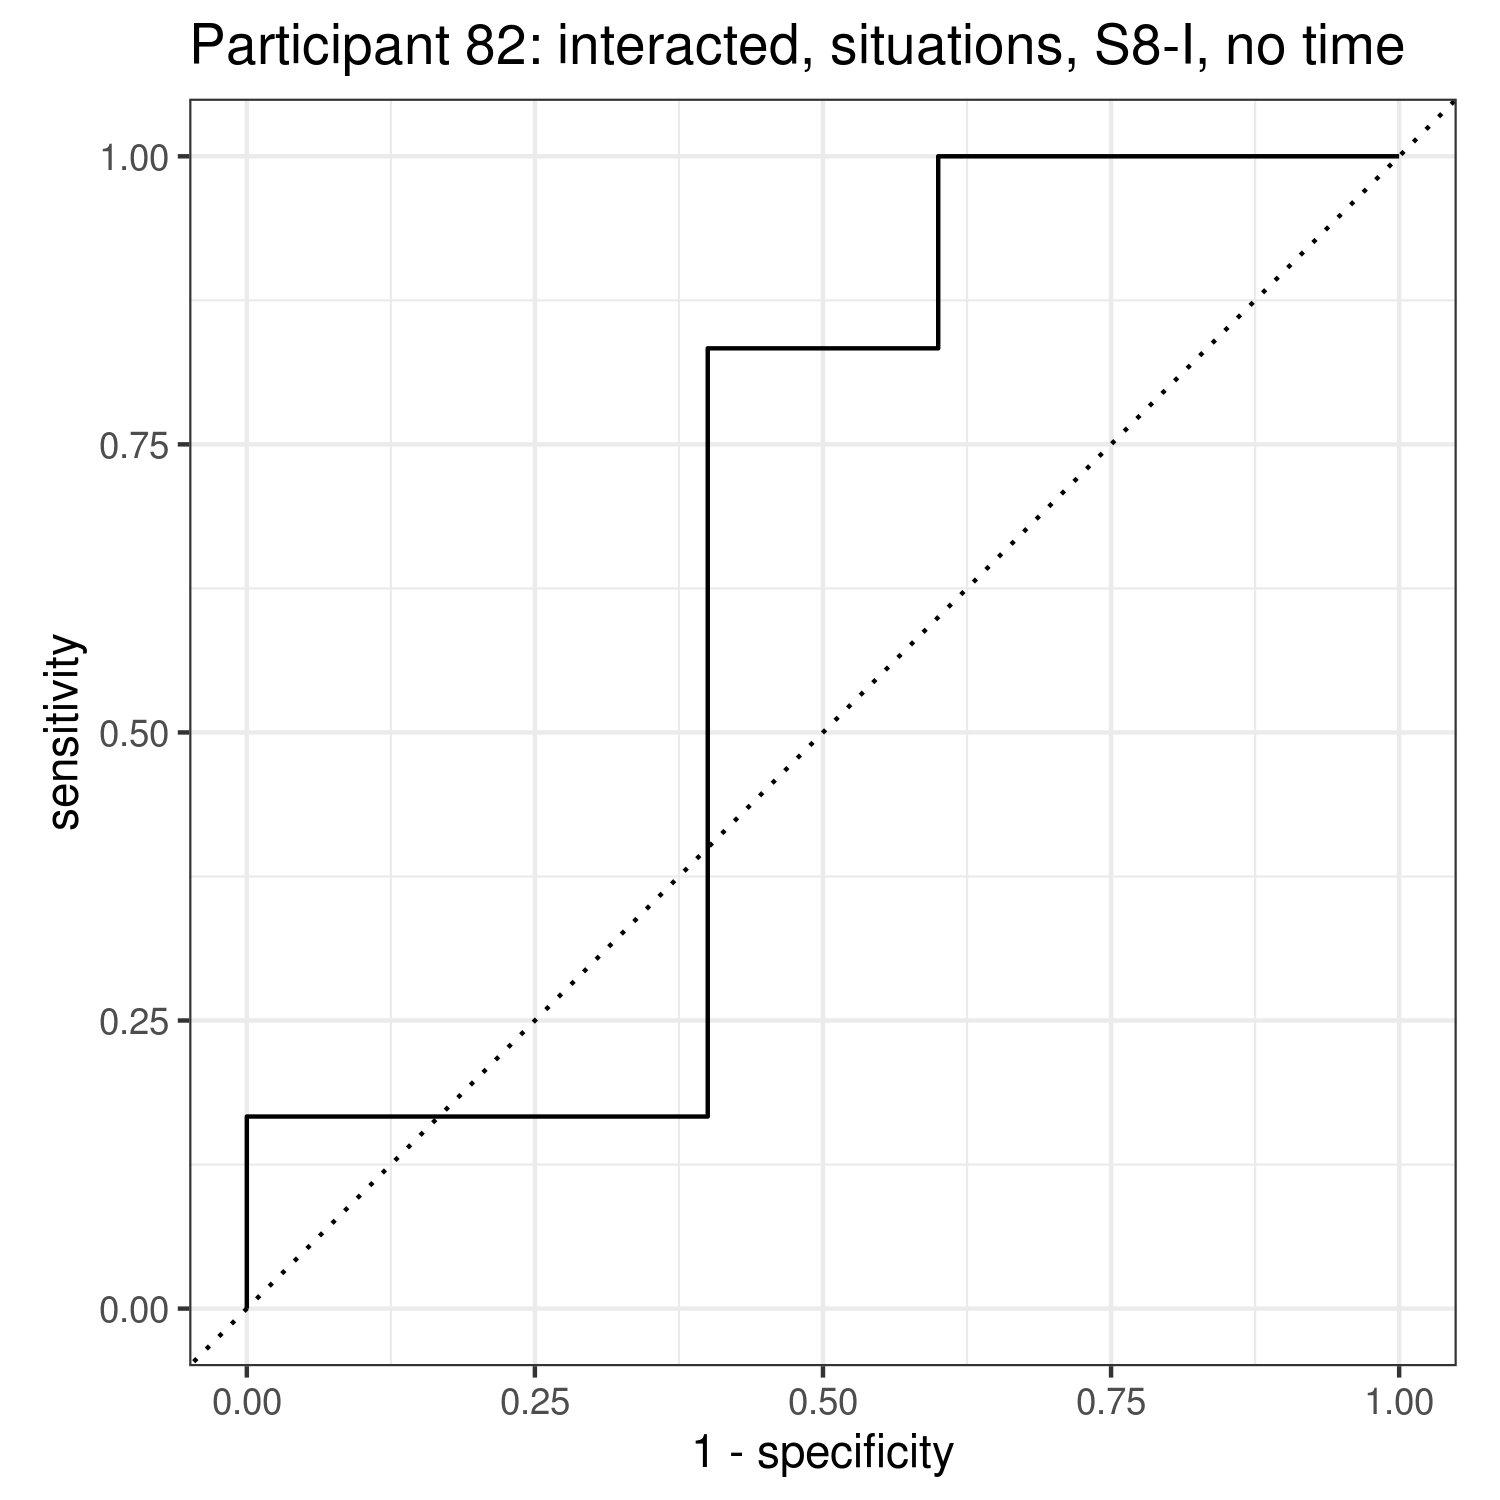 Participant 82: interacted, situations, S8-I, no time
1.00
0.75
0.50
0.25
0.00
sensitivity
0.00 0.25 0.50 0.75 1.00
1 - specificity